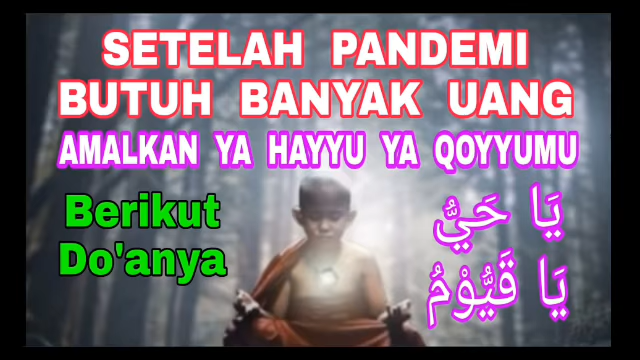 SETELAH PANDEMI
BUTUH BANYAK UANG
AMALKAN YA HAYYU YA QOYYUMU
Berikut
Do'anya
يَا حَيُّ
يَا قَيُّوْمُ